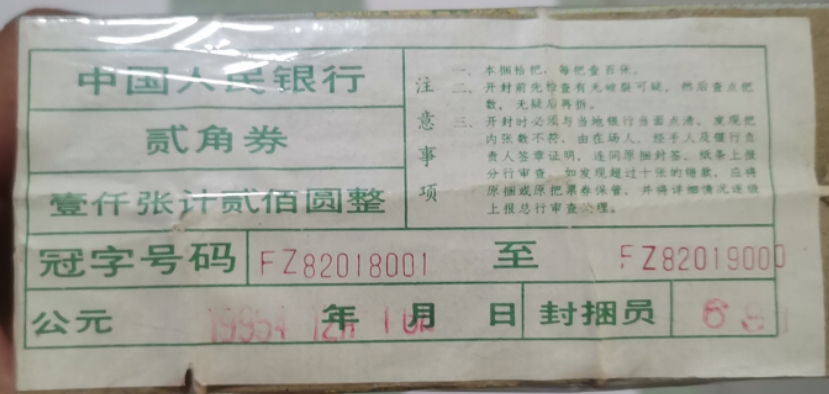 中国人民银行
贰角券
壹仟张计贰佰圆整
注意事项
一、本捆拾把,每把壹百张。
二、开封前先检查有无破裂可疑,然后查点把
数,无疑后再拆。
三、开封时必须与当地银行当面点清,发现把
内张数不符,由在场人、经手人及银行负
责人签章证明,连同原捆封签、纸条上报
分行审查,如发现超过十张的错款,应将
原捆或原把票券保管,并将详细情况逐级
上报总行审查处理。
冠字号码 FZ82018001 至 FZ82019000
公元 1995 年 月 日 封捆员